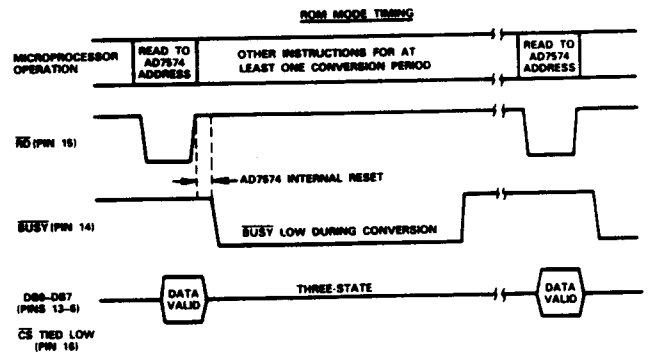 ROM MODE TIMING
MICROPROCESSOR
OPERATION
READ TO
AD7574
ADDRESS
OTHER INSTRUCTIONS FOR AT
LEAST ONE CONVERSION PERIOD
READ TO
AD7574
ADDRESS
RD (PIN 15)
AD7574 INTERNAL RESET
BUSY (PIN 14)
BUSY LOW DURING CONVERSION
DB0-DB7
(PINS 13-6)
DATA
VALID
THREE-STATE
DATA
VALID
CS TIED LOW
(PIN 16)